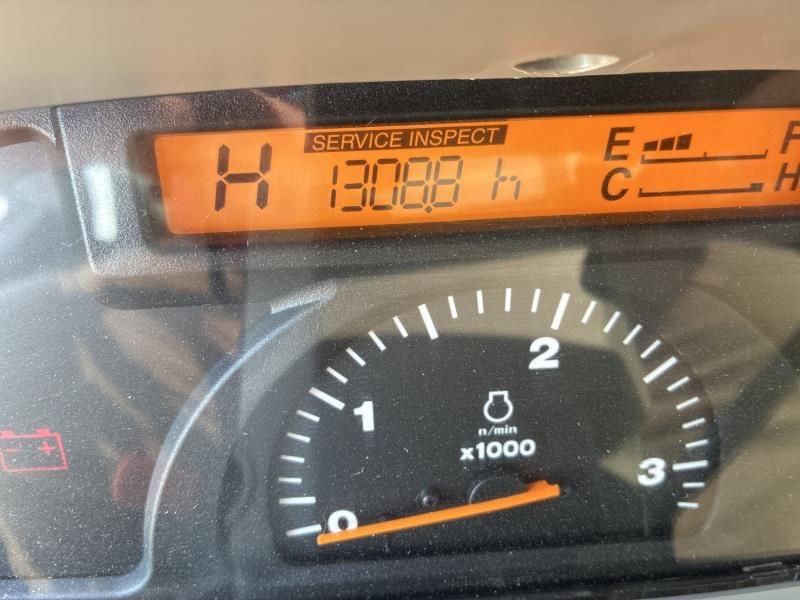 SERVICE INSPECT
H 1308.8 h
E F
C H
1
2
3
0
n/min
x1000
- +